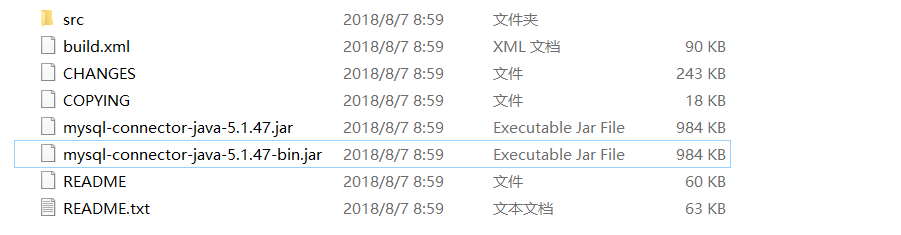 src 2018/8/7 8:59 文件夹
build.xml 2018/8/7 8:59 XML 文档 90 KB
CHANGES 2018/8/7 8:59 文件 243 KB
COPYING 2018/8/7 8:59 文件 18 KB
mysql-connector-java-5.1.47.jar 2018/8/7 8:59 Executable Jar File 984 KB
mysql-connector-java-5.1.47-bin.jar 2018/8/7 8:59 Executable Jar File 984 KB
README 2018/8/7 8:59 文件 60 KB
README.txt 2018/8/7 8:59 文本文档 63 KB